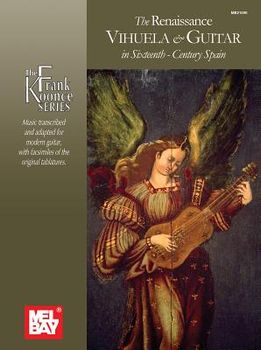 MB21590
The Renaissance
VIHUELA & GUITAR
in Sixteenth - Century Spain
The
Frank
Koonce
SERIES
Music transcribed
and adapted for
modern guitar,
with facsimiles of the
original tablatures.
MEL
BAY